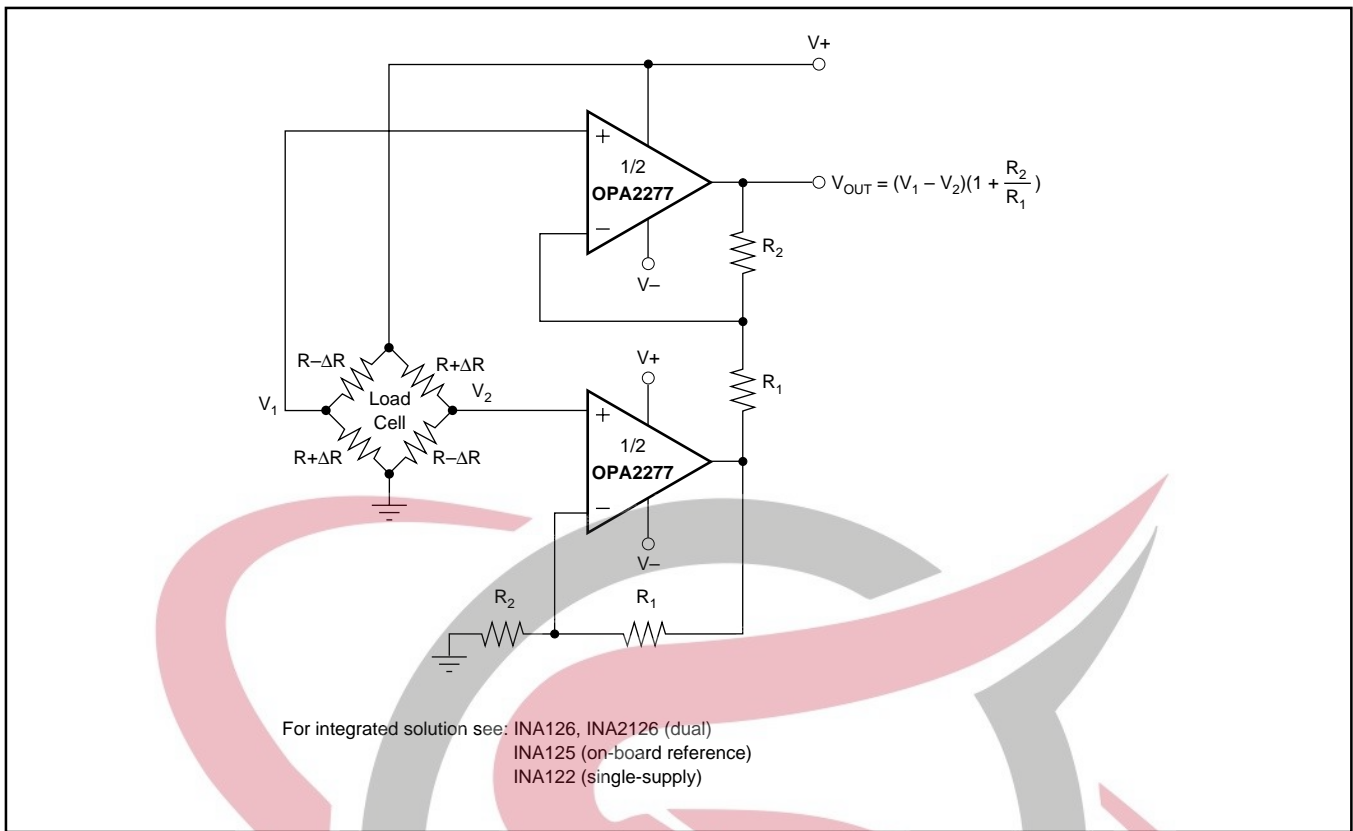 V+
+
1/2
OPA2277
−
V–
V_OUT = (V_1 – V_2)(1 + R_2/R_1)
R_2
R_1
R–ΔR
R+ΔR
V_1
V_2
Load
Cell
R+ΔR
R–ΔR
V+
+
1/2
OPA2277
−
V–
R_2
R_1
For integrated solution see: INA126, INA2126 (dual)
INA125 (on-board reference)
INA122 (single-supply)